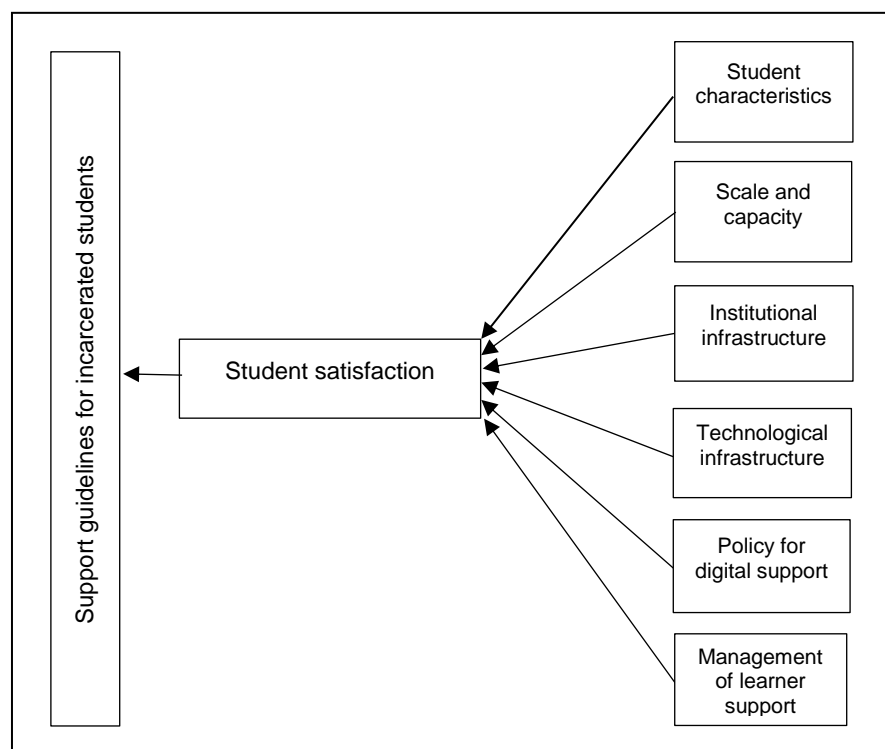 Support guidelines for incarcerated students
Student satisfaction
Student
characteristics
Scale and
capacity
Institutional
infrastructure
Technological
infrastructure
Policy for
digital support
Management
of learner
support